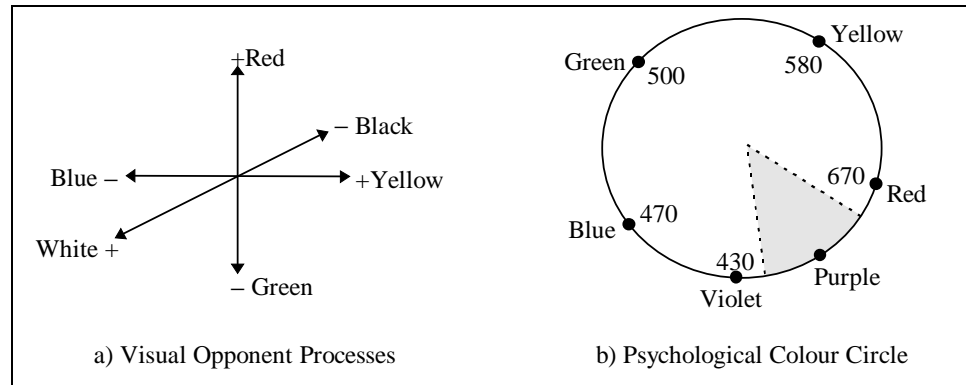 +Red
– Black
Blue –
+Yellow
White +
– Green
a) Visual Opponent Processes
Yellow
Green
500
580
670
Red
470
Blue
430
Purple
Violet
b) Psychological Colour Circle